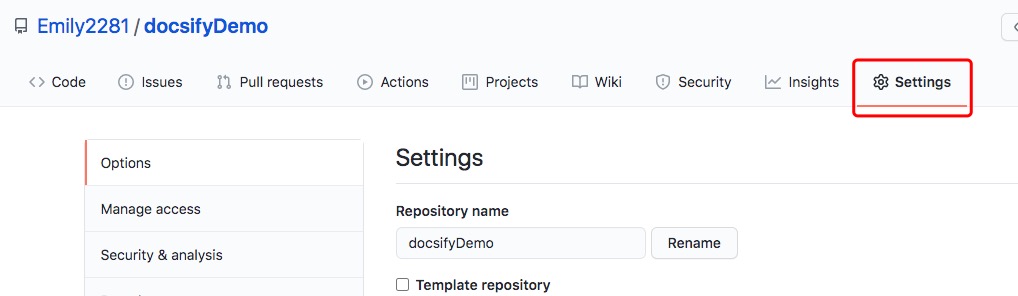 Emily2281 / docsifyDemo
Code Issues Pull requests Actions Projects Wiki Security Insights Settings
Options
Manage access
Security & analysis
Settings
Repository name
docsifyDemo Rename
Template repository